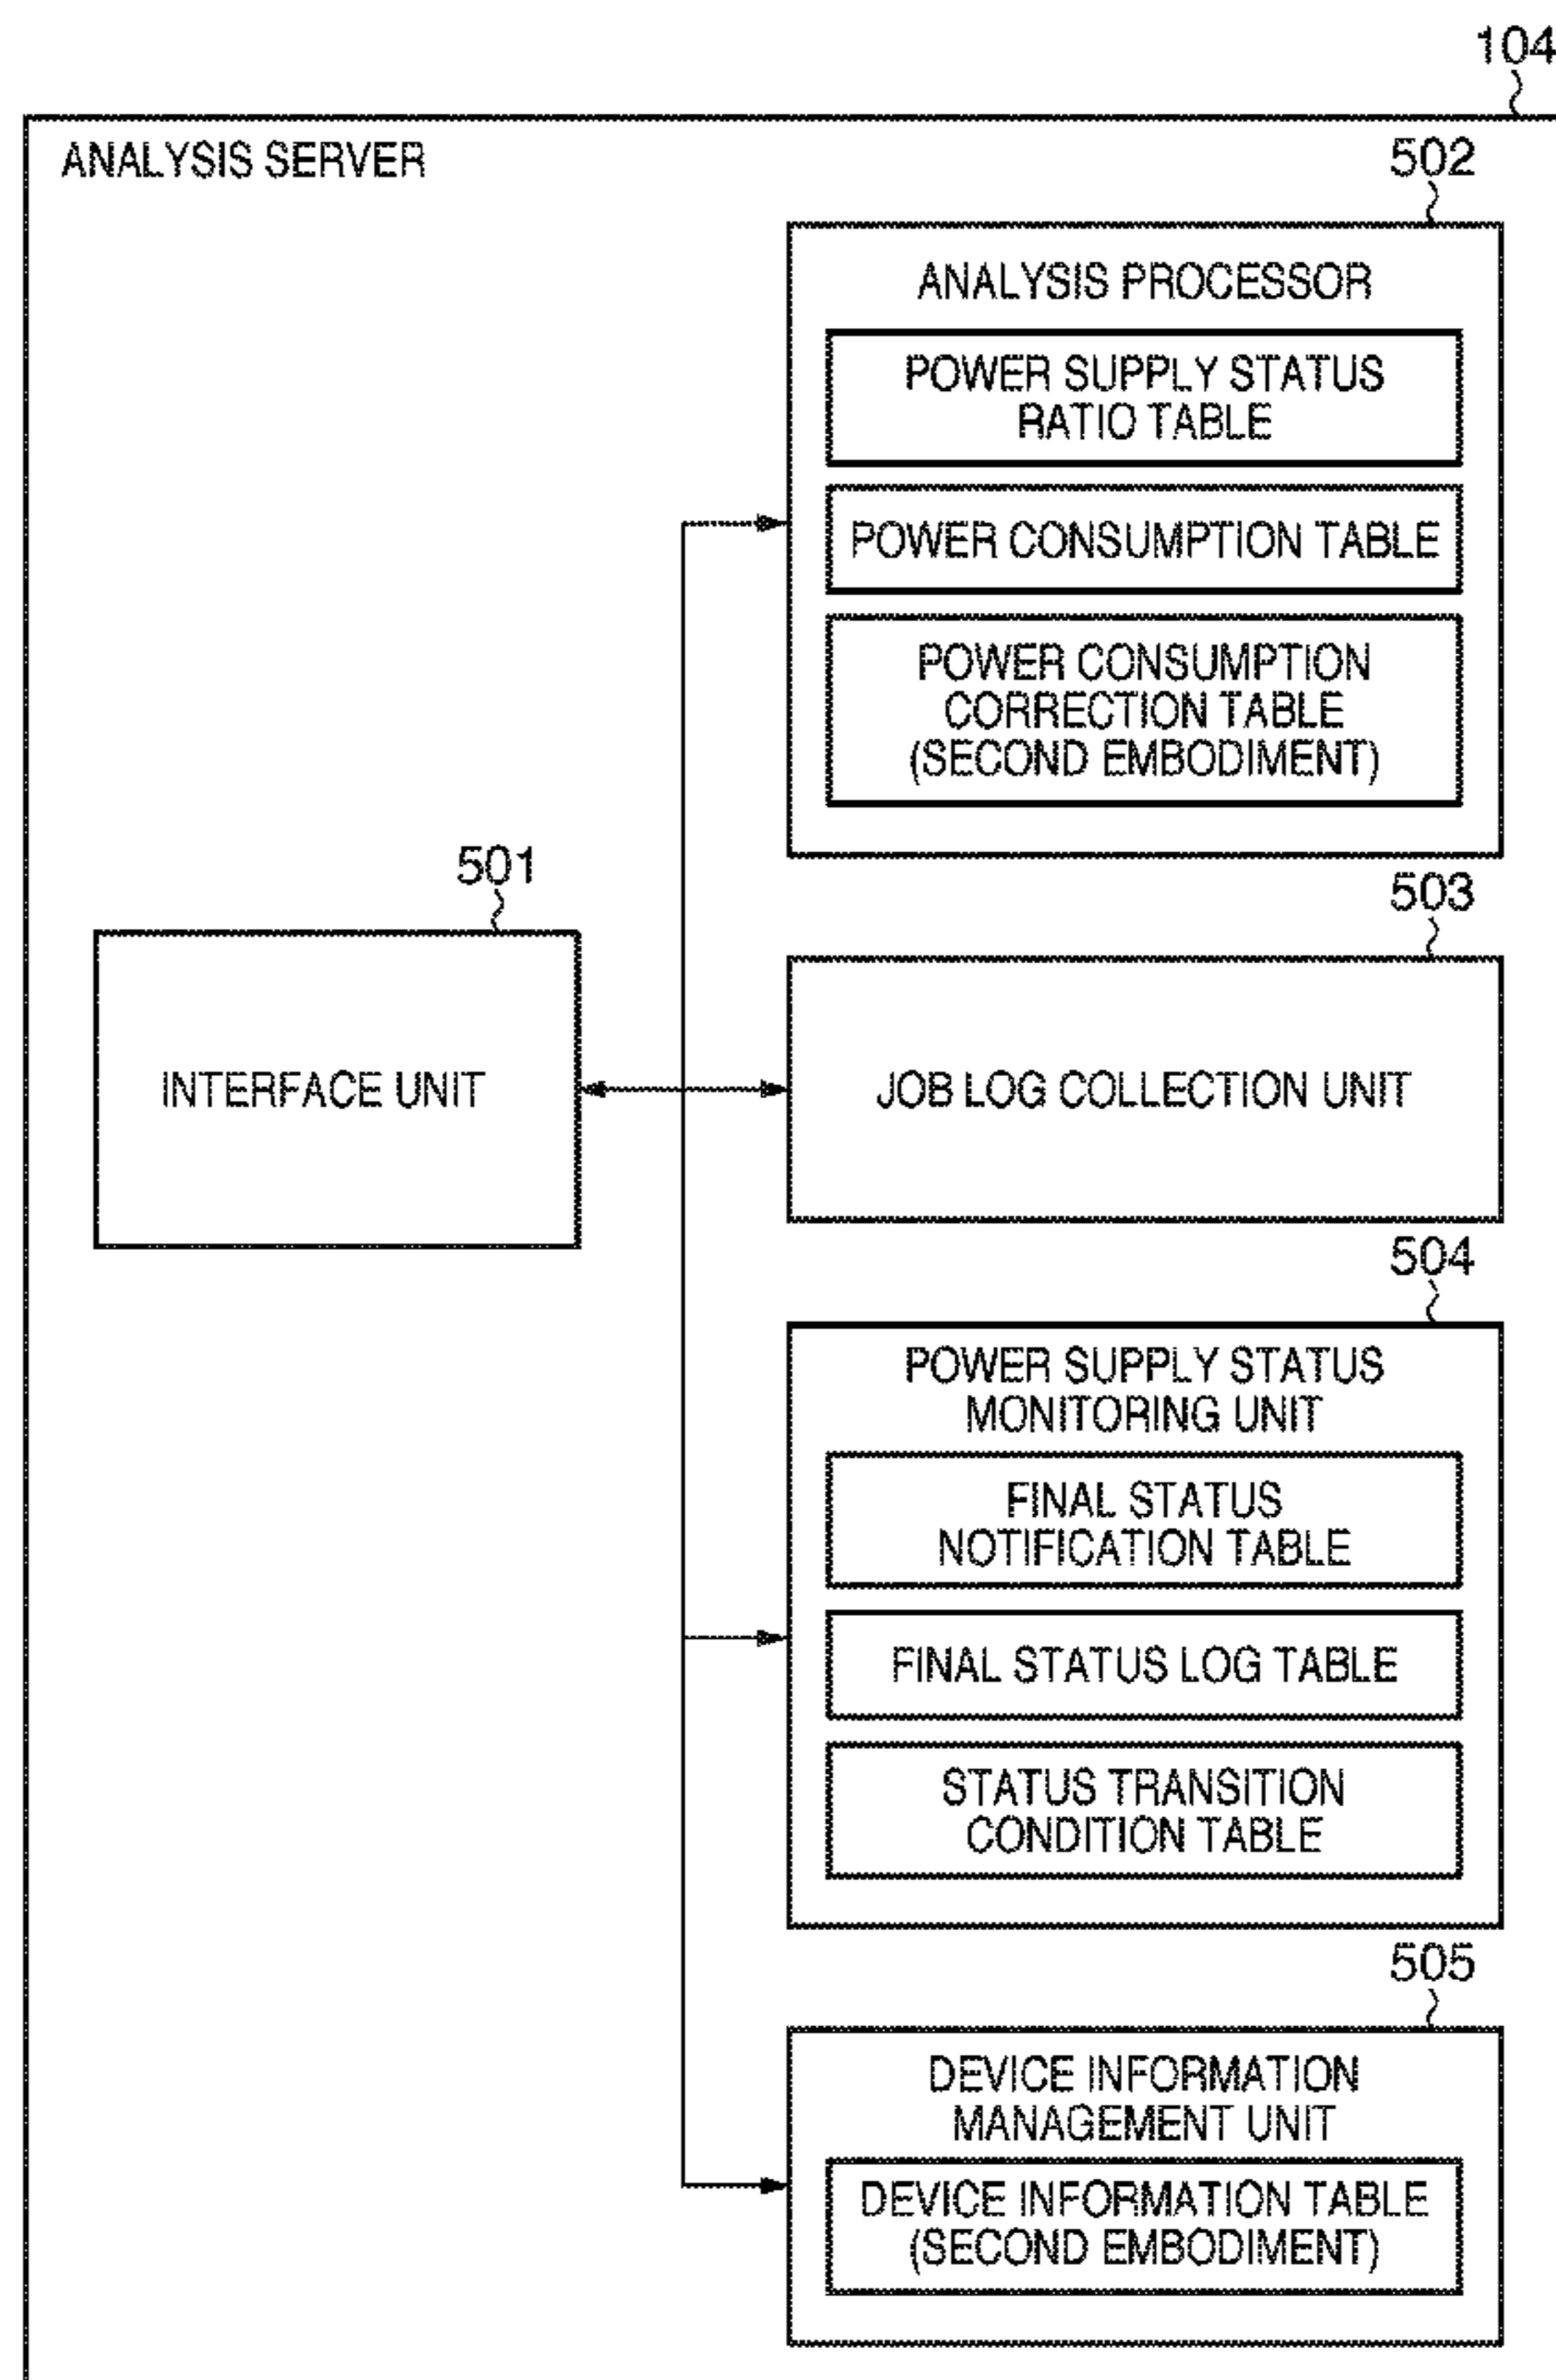 104
ANALYSIS SERVER
502
ANALYSIS PROCESSOR
POWER SUPPLY STATUS
RATIO TABLE
POWER CONSUMPTION TABLE
POWER CONSUMPTION
CORRECTION TABLE
(SECOND EMBODIMENT)
501
INTERFACE UNIT
503
JOB LOG COLLECTION UNIT
504
POWER SUPPLY STATUS
MONITORING UNIT
FINAL STATUS
NOTIFICATION TABLE
FINAL STATUS LOG TABLE
STATUS TRANSITION
CONDITION TABLE
505
DEVICE INFORMATION
MANAGEMENT UNIT
DEVICE INFORMATION TABLE
(SECOND EMBODIMENT)